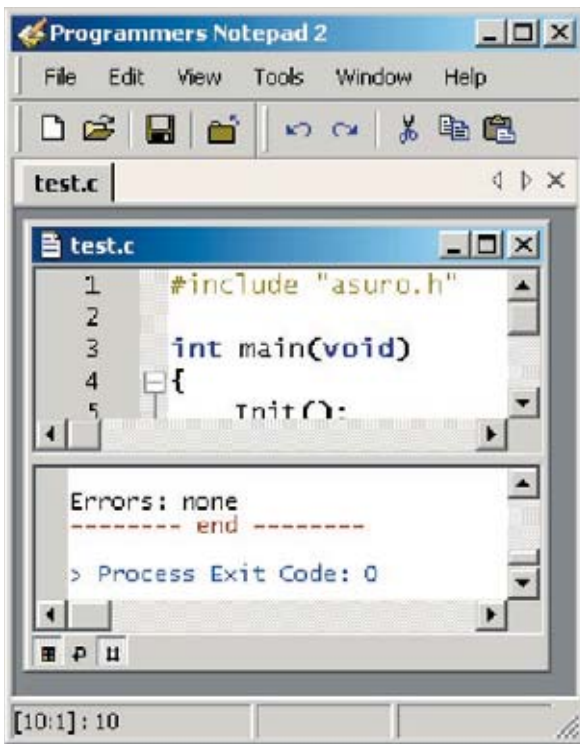 Programmers Notepad 2
File Edit View Tools Window Help
test.c
test.c
1 #include "asuro.h"
2
3 int main(void)
4 {
5 Init();
Errors: none
-------- end --------
> Process Exit Code: 0
[10:1] : 10